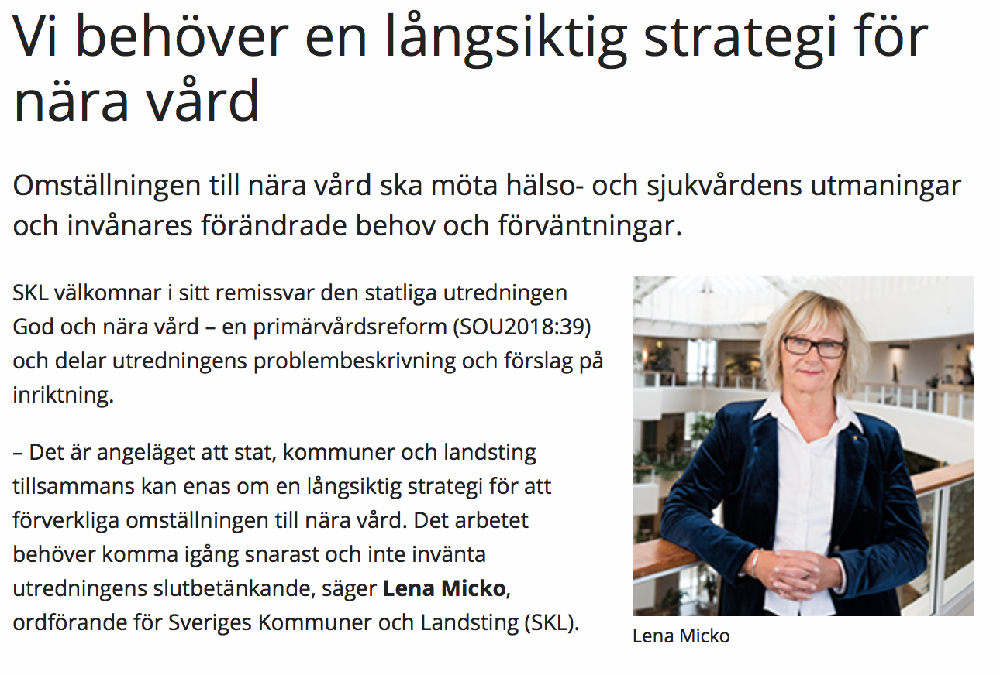 Vi behöver en långsiktig strategi för
nära vård
Omställningen till nära vård ska möta hälso- och sjukvårdens utmaningar
och invånares förändrade behov och förväntningar.
SKL välkomnar i sitt remissvar den statliga utredningen
God och nära vård – en primärvårdsreform (SOU2018:39)
och delar utredningens problembeskrivning och förslag på
inriktning.
– Det är angeläget att stat, kommuner och landsting
tillsammans kan enas om en långsiktig strategi för att
förverkliga omställningen till nära vård. Det arbetet
behöver komma igång snarast och inte invänta
utredningens slutbetänkande, säger Lena Micko,
ordförande för Sveriges Kommuner och Landsting (SKL).
Lena Micko